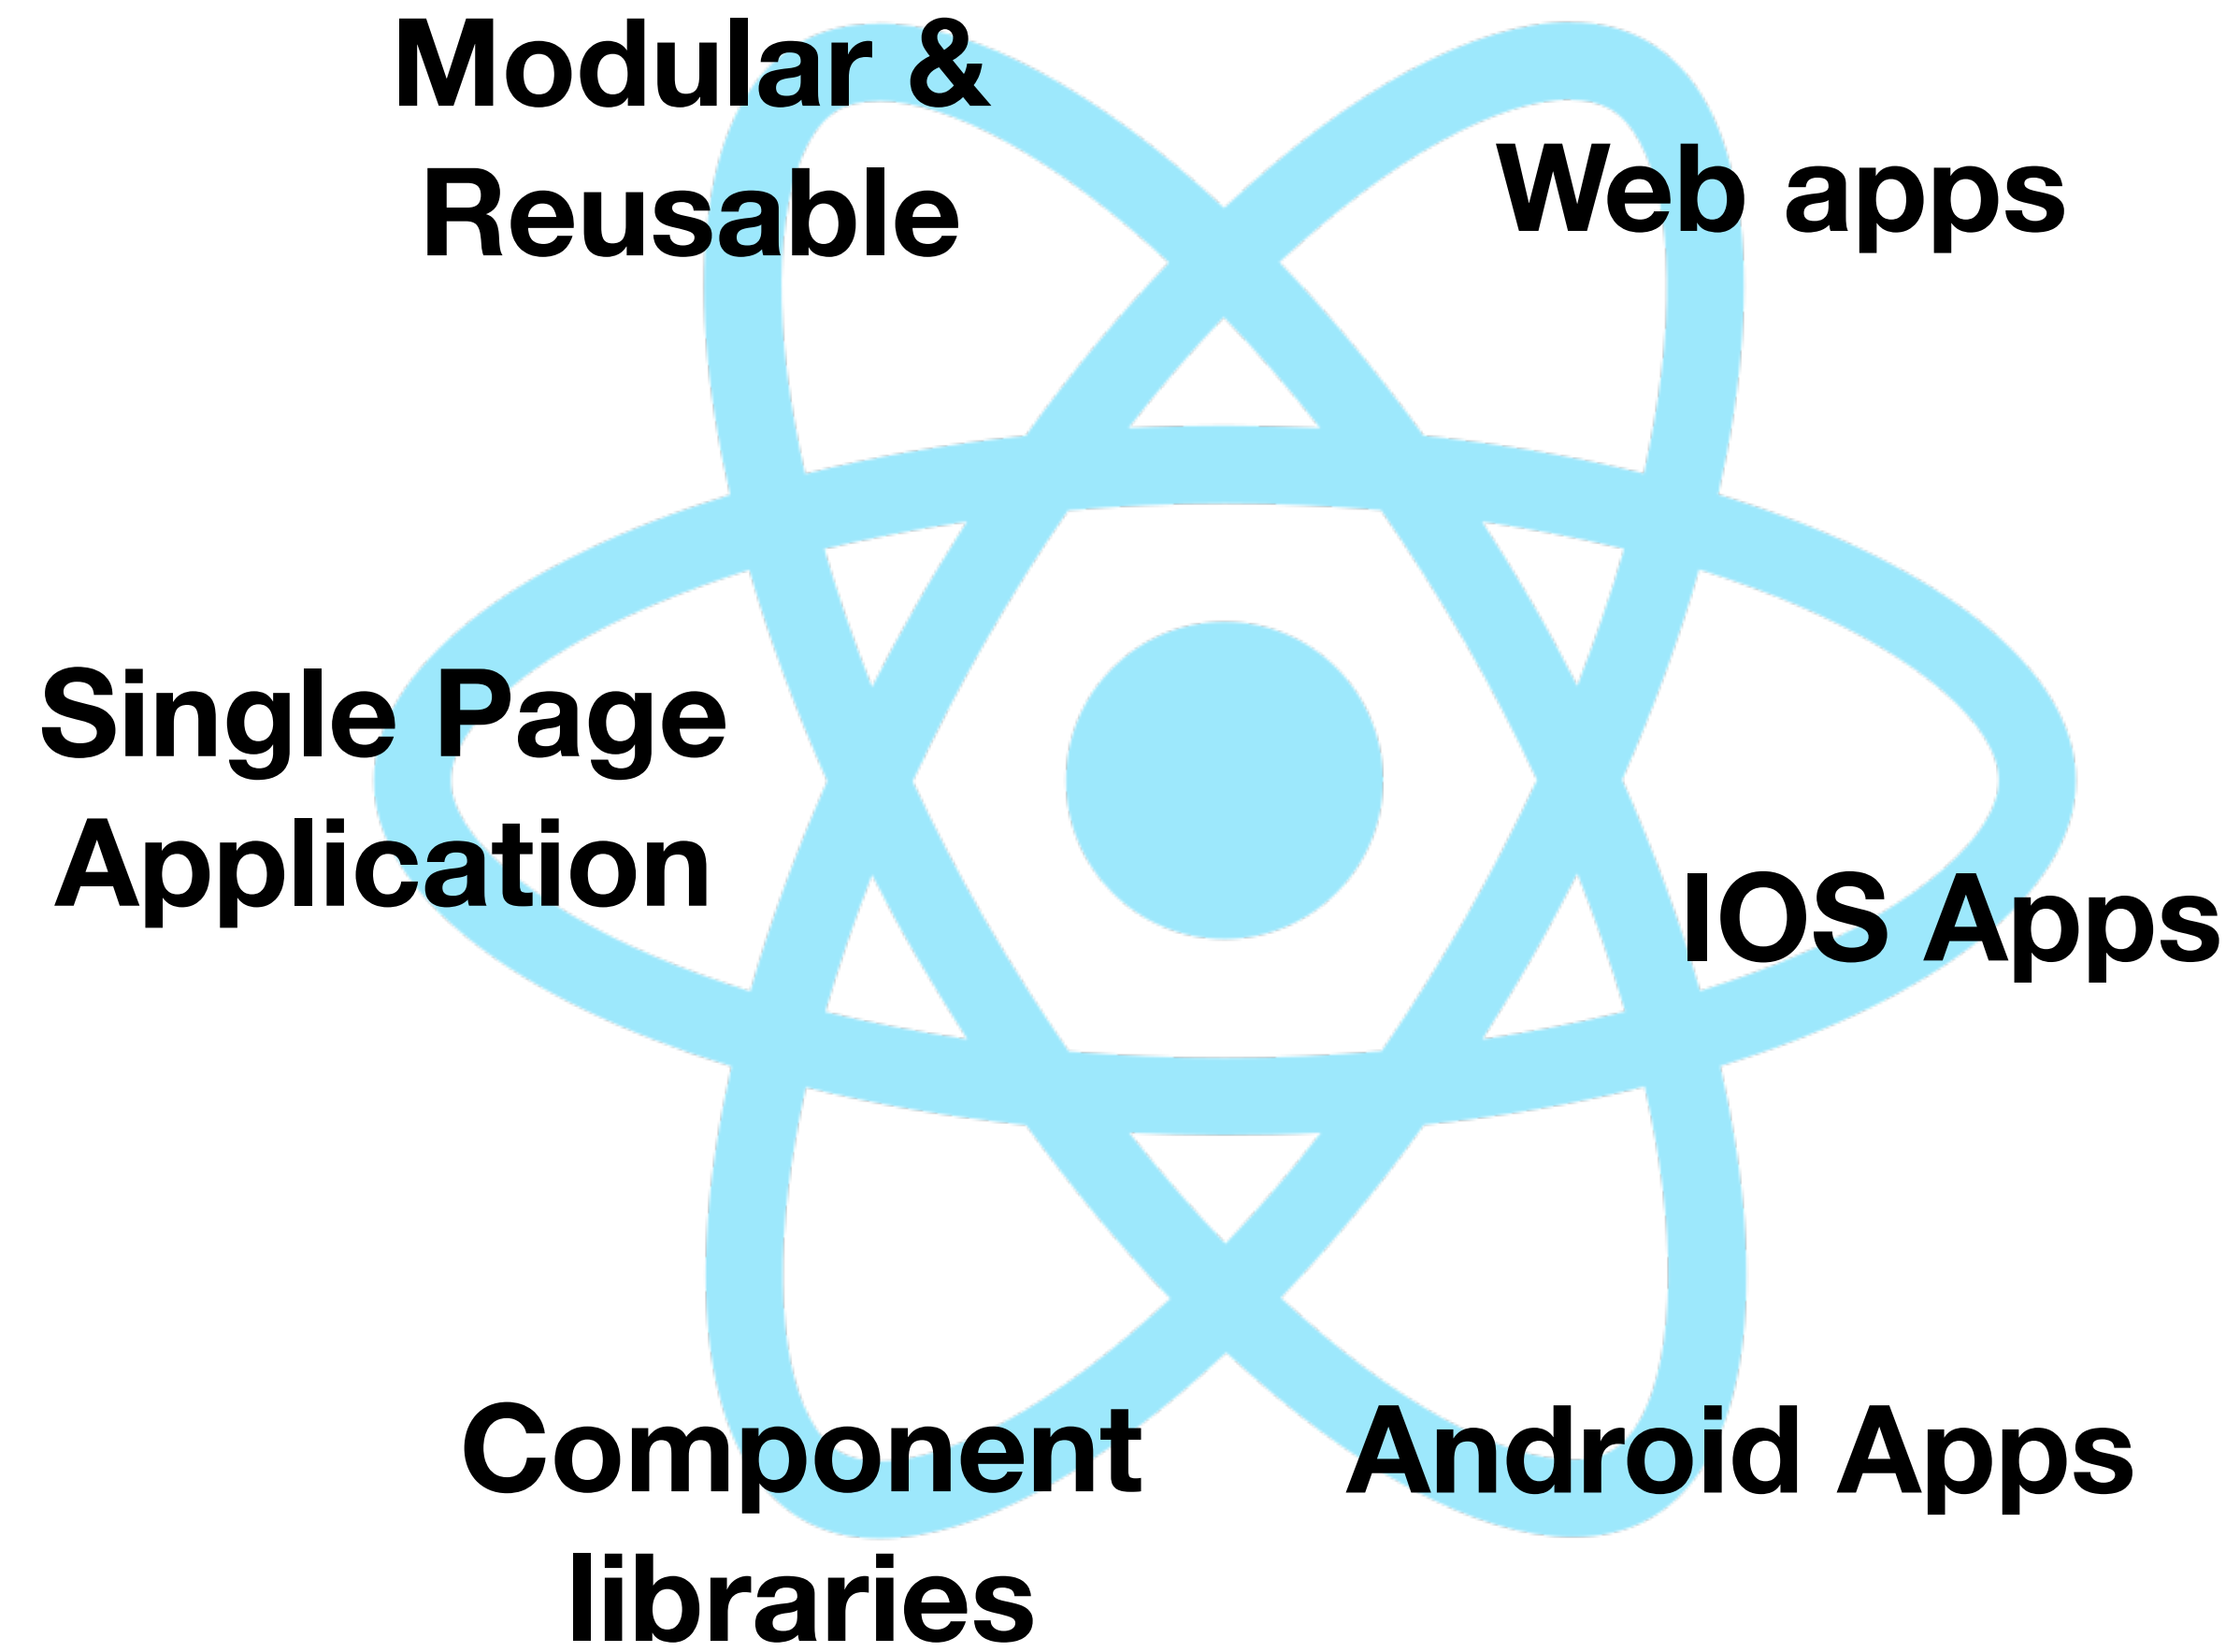 Modular &
Reusable
Web apps
Single Page
Application
IOS Apps
Component
libraries
Android Apps